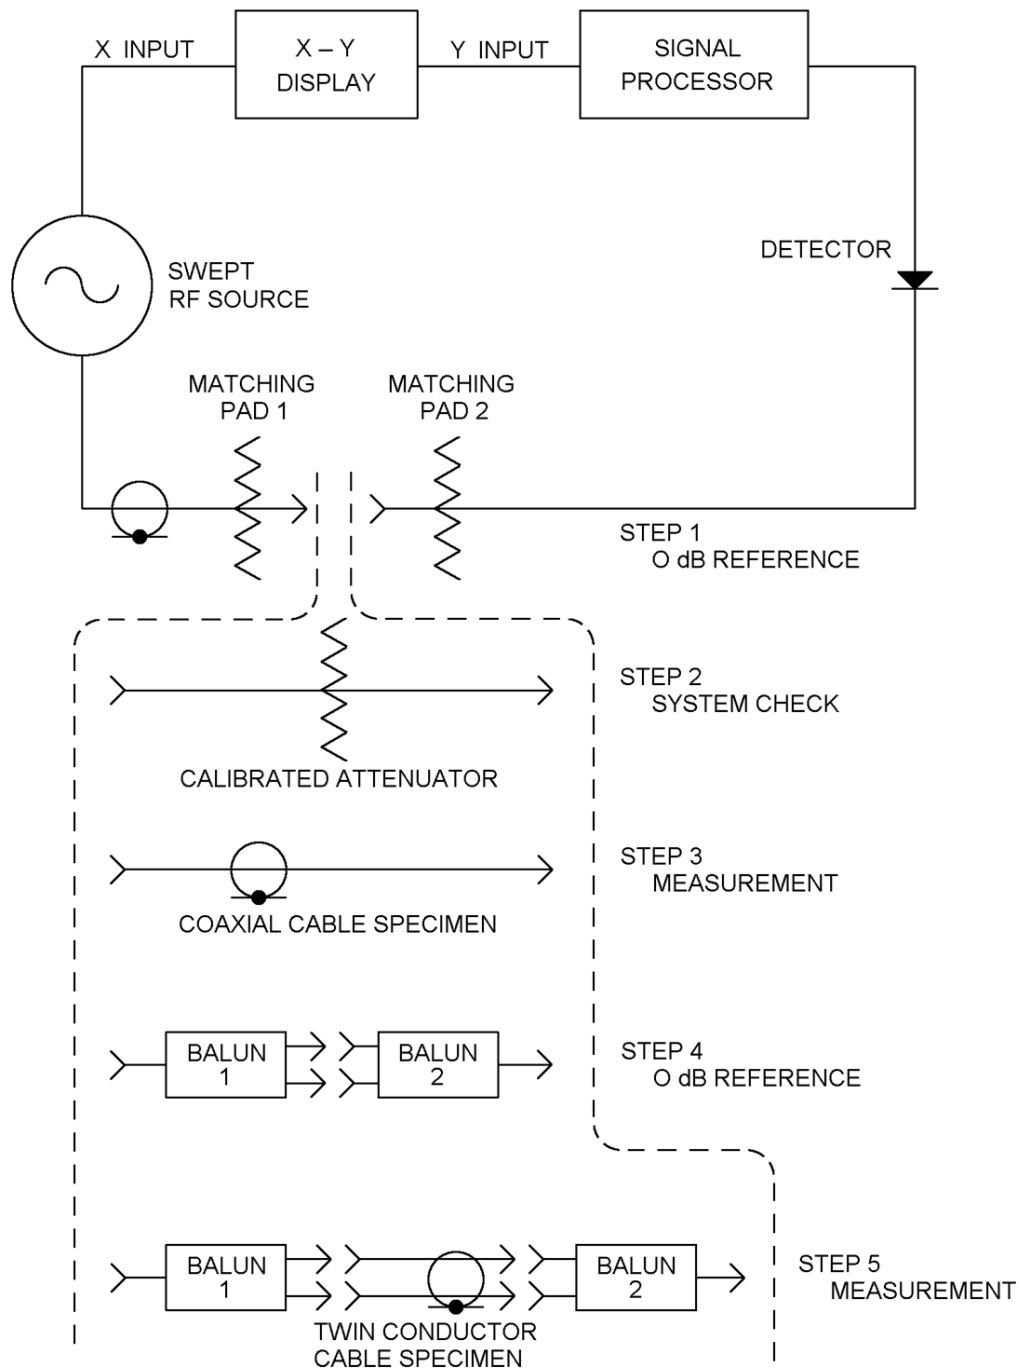 X INPUT
X – Y
DISPLAY
Y INPUT
SIGNAL
PROCESSOR
DETECTOR
SWEPT
RF SOURCE
MATCHING
PAD 1
MATCHING
PAD 2
STEP 1
O dB REFERENCE
STEP 2
SYSTEM CHECK
CALIBRATED ATTENUATOR
STEP 3
MEASUREMENT
COAXIAL CABLE SPECIMEN
BALUN
1
BALUN
2
STEP 4
O dB REFERENCE
BALUN
1
BALUN
2
STEP 5
MEASUREMENT
TWIN CONDUCTOR
CABLE SPECIMEN